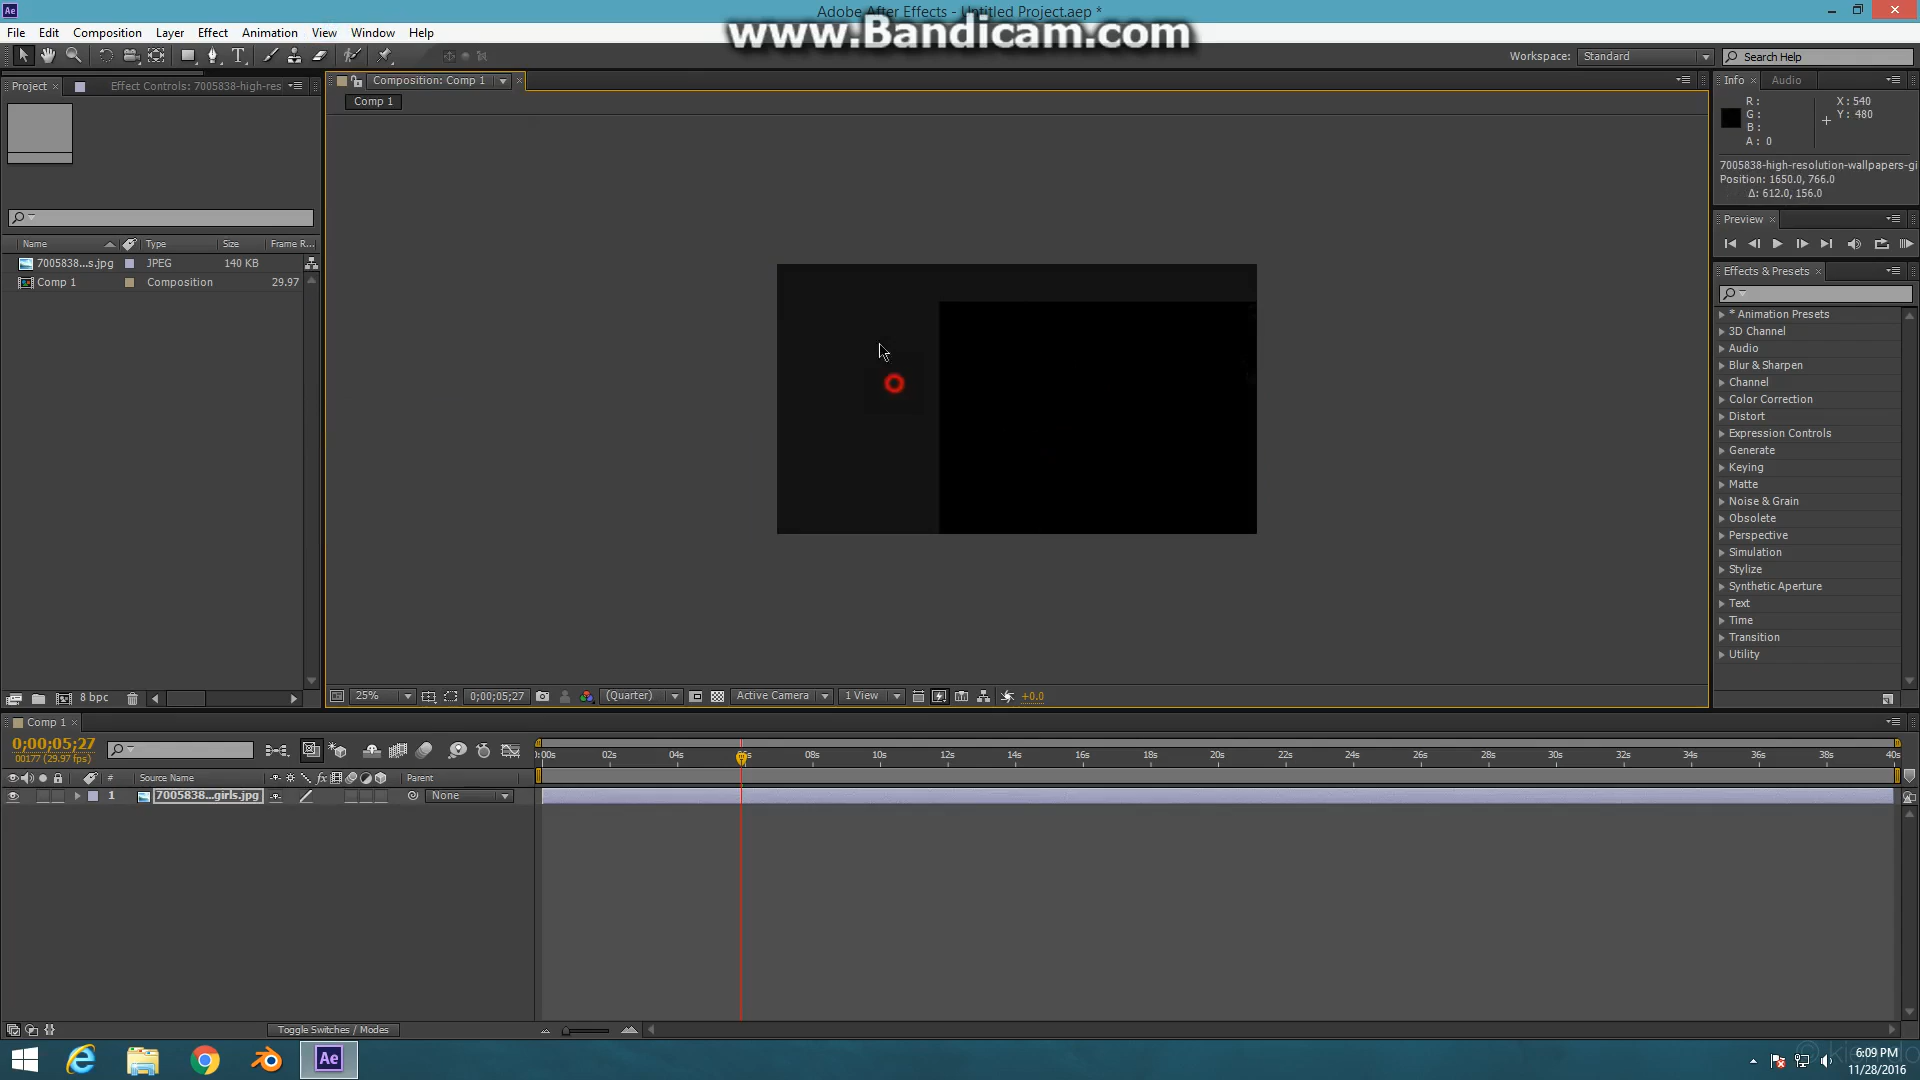 Adobe After Effects - Untitled Project.aep *
www.Bandicam.com
File Edit Composition Layer Effect Animation View Window Help
Workspace: Standard Search Help
Project Effect Controls: 7005838-high-res
Composition: Comp 1
Comp 1
Info Audio
R : X : 540
G : Y : 480
B :
A : 0
7005838-high-resolution-wallpapers-gi
Position: 1650.0, 766.0
Δ: 612.0, 156.0
Preview
Name Type Size Frame R...
7005838...s.jpg JPEG 140 KB
Comp 1 Composition 29.97
Effects & Presets
* Animation Presets
3D Channel
Audio
Blur & Sharpen
Channel
Color Correction
Distort
Expression Controls
Generate
Keying
Matte
Noise & Grain
Obsolete
Perspective
Simulation
Stylize
Synthetic Aperture
Text
Time
Transition
Utility
8 bpc
25% 0;00;05;27 (Quarter) Active Camera 1 View +0.0
Comp 1
0;00;05;27
00177 (29.97 fps)
:00s 02s 04s 08s 10s 12s 14s 16s 18s 20s 22s 24s 26s 28s 30s 32s 34s 36s 38s 40s
# Source Name Parent
1 7005838...girls.jpg None
Toggle Switches / Modes
Ae
6:09 PM
11/28/2016